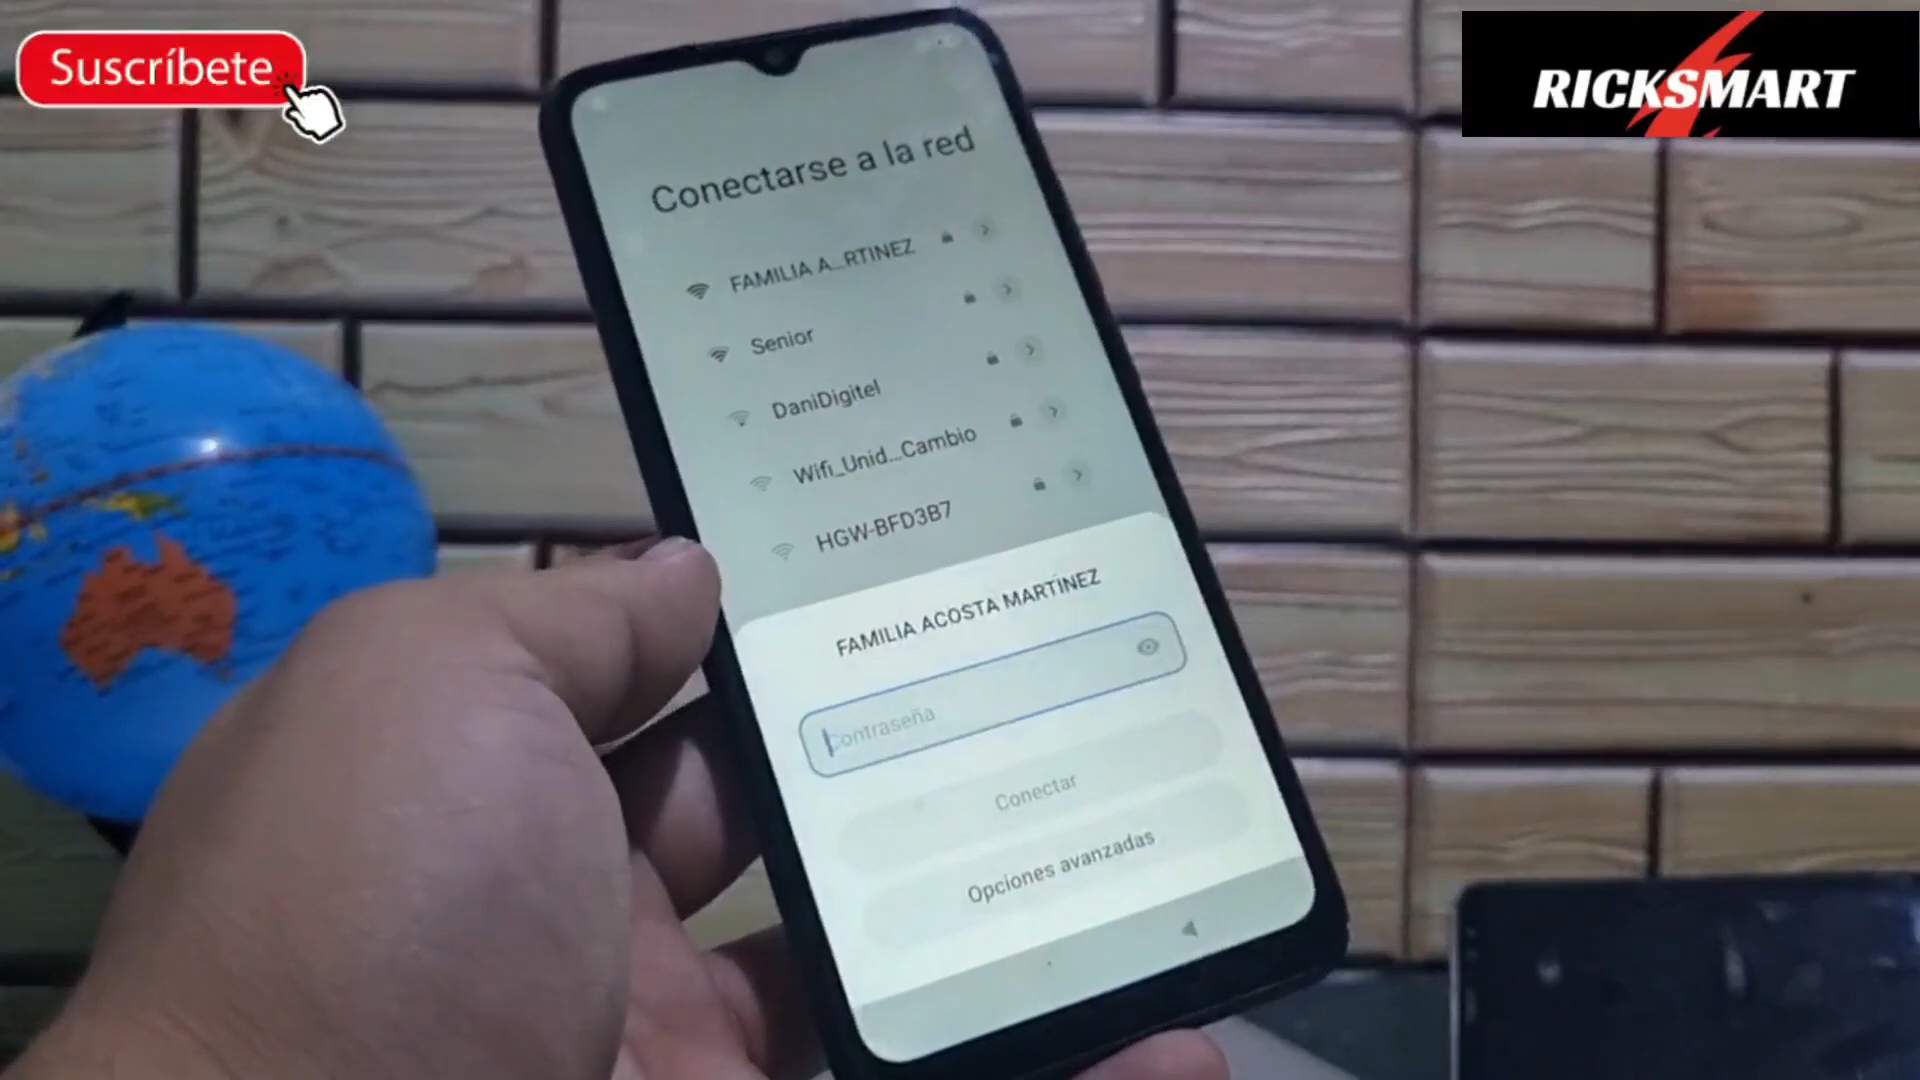 Suscríbete
RICKSMART
Conectarse a la red
FAMILIA A...RTINEZ
Senior
DaniDigitel
Wifi_Unid...Cambio
HGW-BFD3B7
FAMILIA ACOSTA MARTÍNEZ
Contraseña
Conectar
Opciones avanzadas